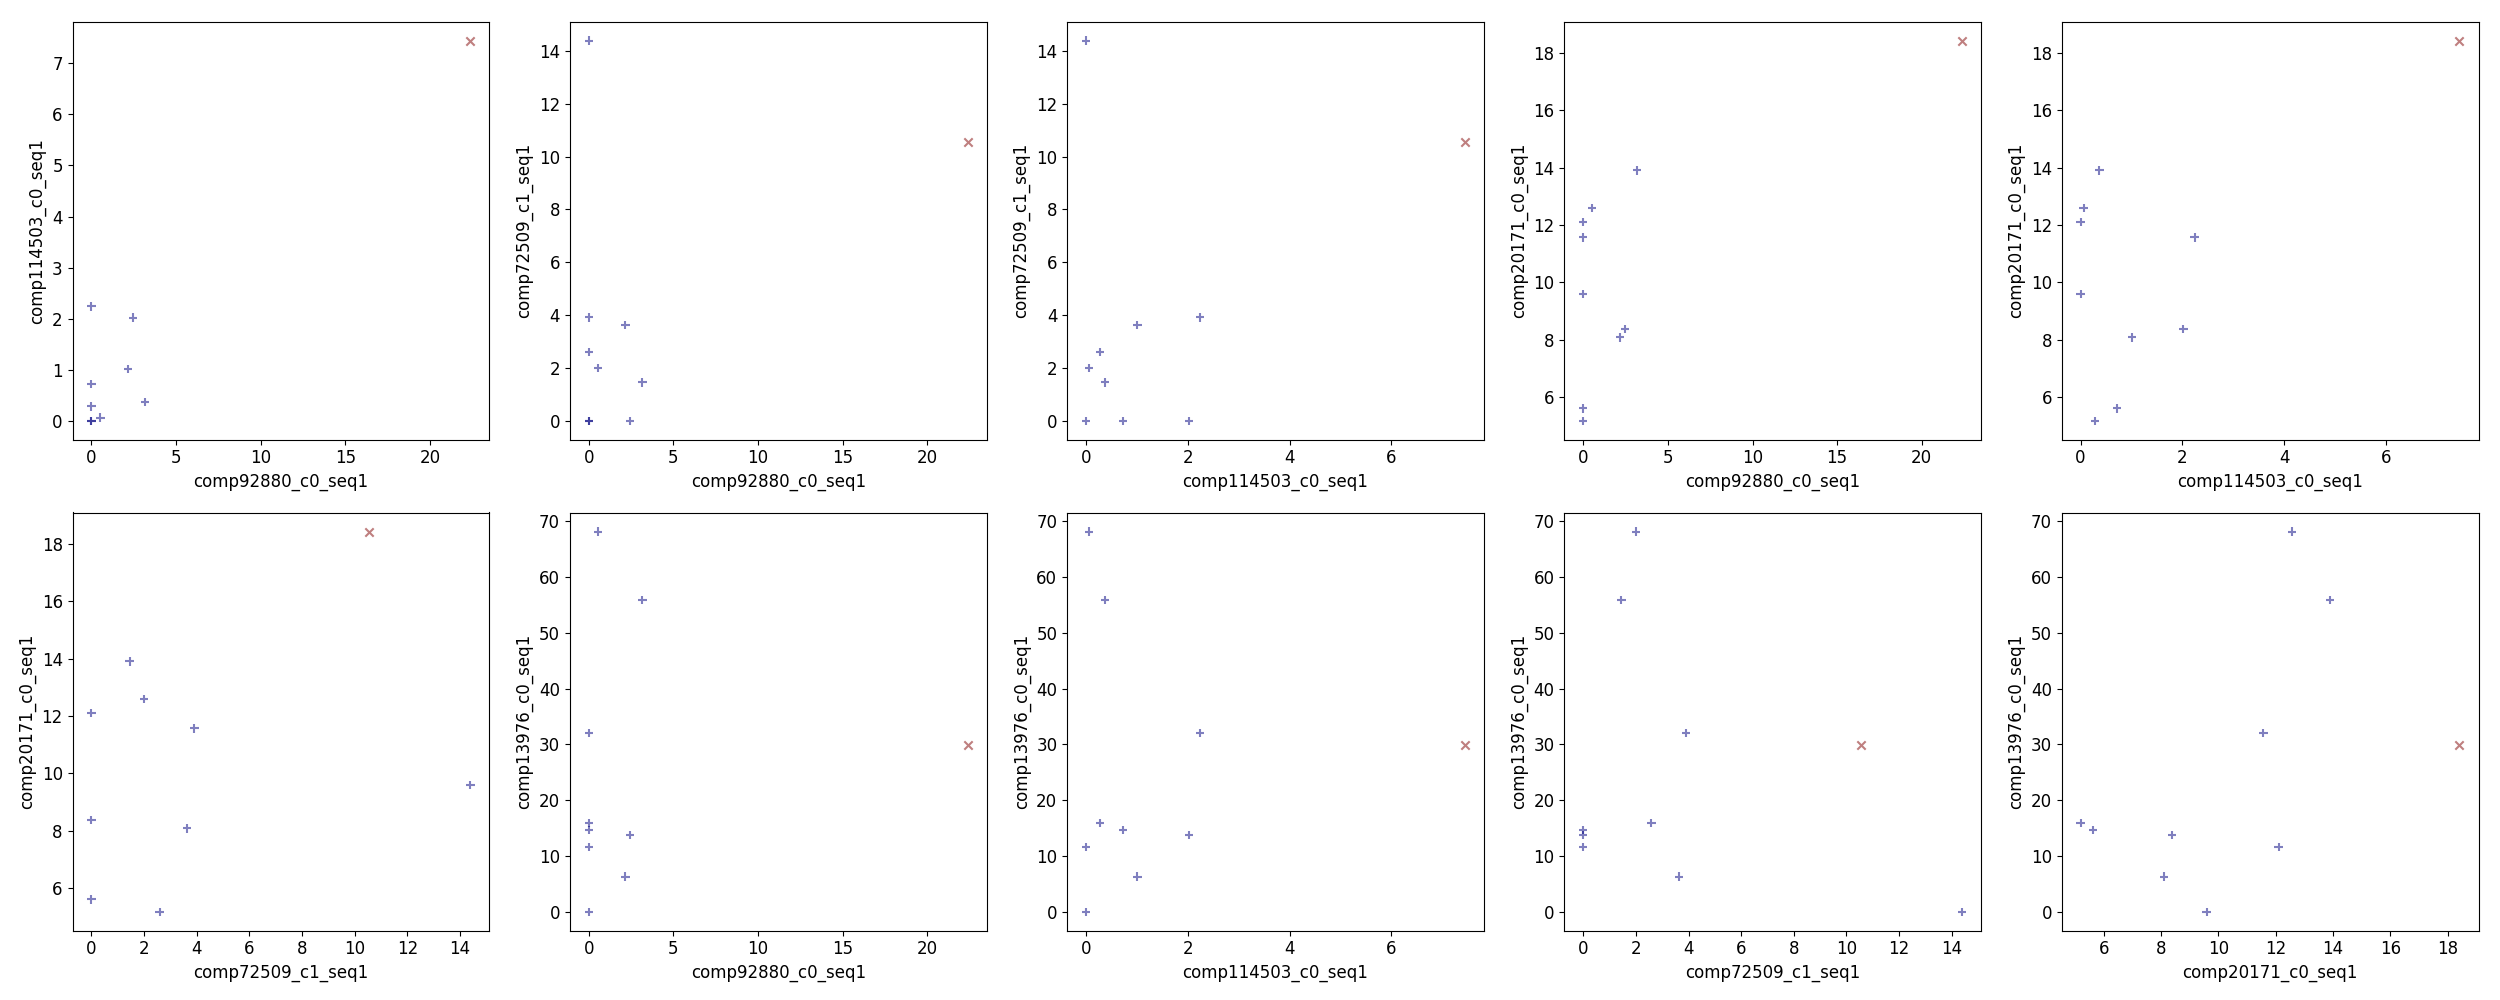 7
6
5
4
3
2
1
0
comp114503_c0_seq1
0 5 10 15 20
comp92880_c0_seq1
14
12
10
8
6
4
2
0
comp72509_c1_seq1
0 5 10 15 20
comp92880_c0_seq1
14
12
10
8
6
4
2
0
comp72509_c1_seq1
0 2 4 6
comp114503_c0_seq1
18
16
14
12
10
8
6
comp20171_c0_seq1
0 5 10 15 20
comp92880_c0_seq1
18
16
14
12
10
8
6
comp20171_c0_seq1
0 2 4 6
comp114503_c0_seq1
18
16
14
12
10
8
6
comp20171_c0_seq1
0 2 4 6 8 10 12 14
comp72509_c1_seq1
70
60
50
40
30
20
10
0
comp13976_c0_seq1
0 5 10 15 20
comp92880_c0_seq1
70
60
50
40
30
20
10
0
comp13976_c0_seq1
0 2 4 6
comp114503_c0_seq1
70
60
50
40
30
20
10
0
comp13976_c0_seq1
0 2 4 6 8 10 12 14
comp72509_c1_seq1
70
60
50
40
30
20
10
0
comp13976_c0_seq1
6 8 10 12 14 16 18
comp20171_c0_seq1